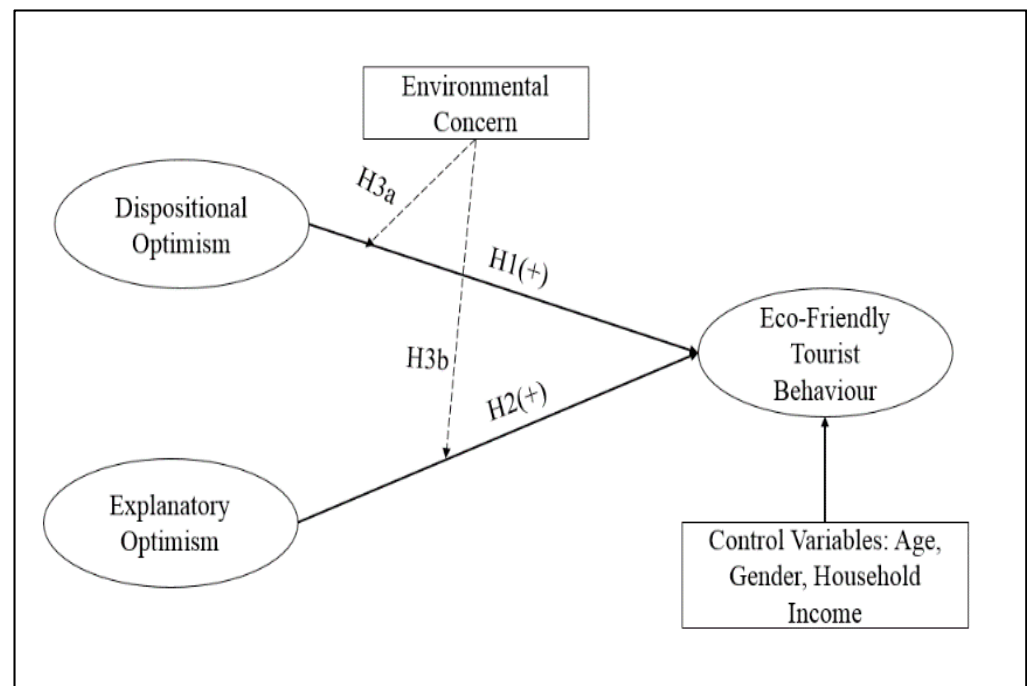 Environmental
Concern
H3a
Dispositional
Optimism
H1(+)
Eco-Friendly
Tourist
Behaviour
H3b
H2(+)
Explanatory
Optimism
Control Variables: Age,
Gender, Household
Income